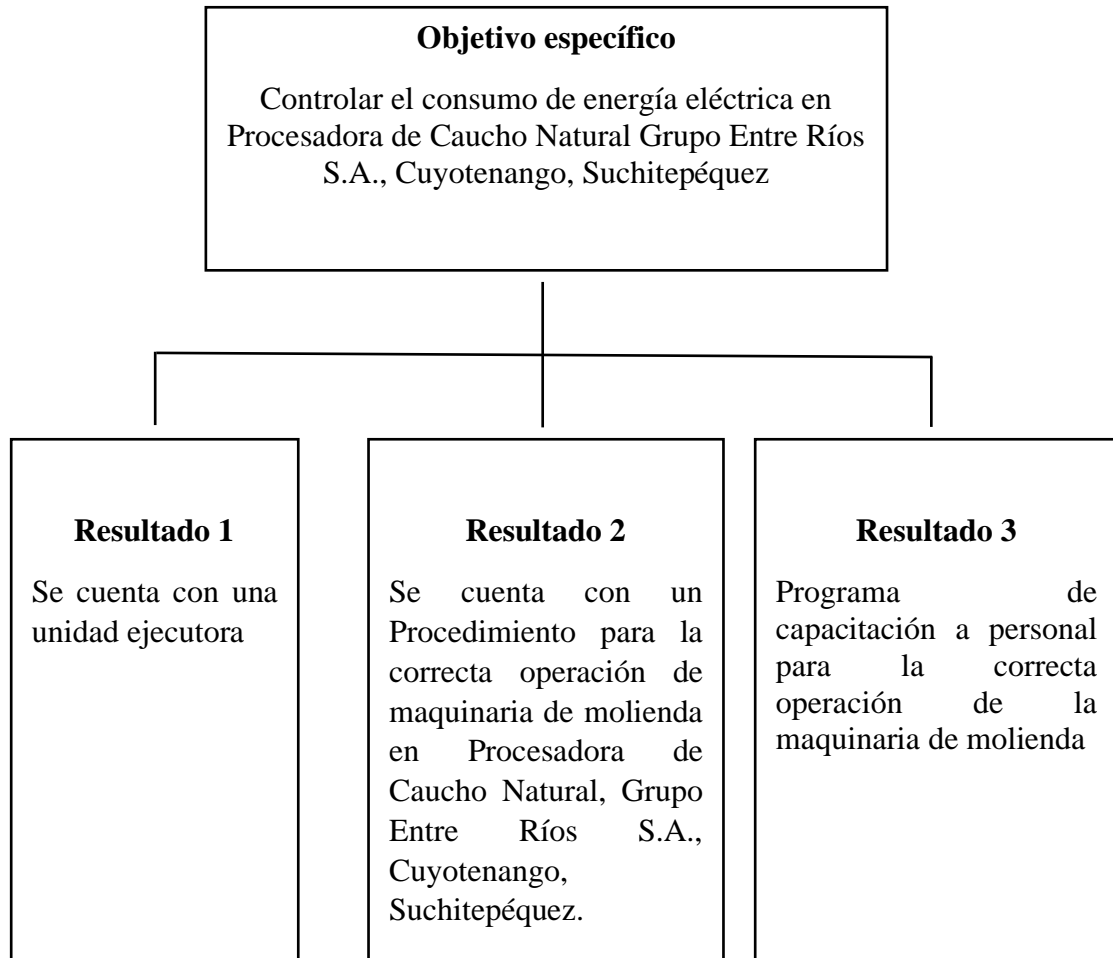 Objetivo específico
Controlar el consumo de energía eléctrica en
Procesadora de Caucho Natural Grupo Entre Ríos
S.A., Cuyotenango, Suchitepéquez
Resultado 1
Se cuenta con una
unidad ejecutora
Resultado 2
Se cuenta con un
Procedimiento para la
correcta operación de
maquinaria de molienda
en Procesadora de
Caucho Natural, Grupo
Entre Ríos S.A.,
Cuyotenango,
Suchitepéquez.
Resultado 3
Programa de
capacitación a personal
para la correcta
operación de la
maquinaria de molienda